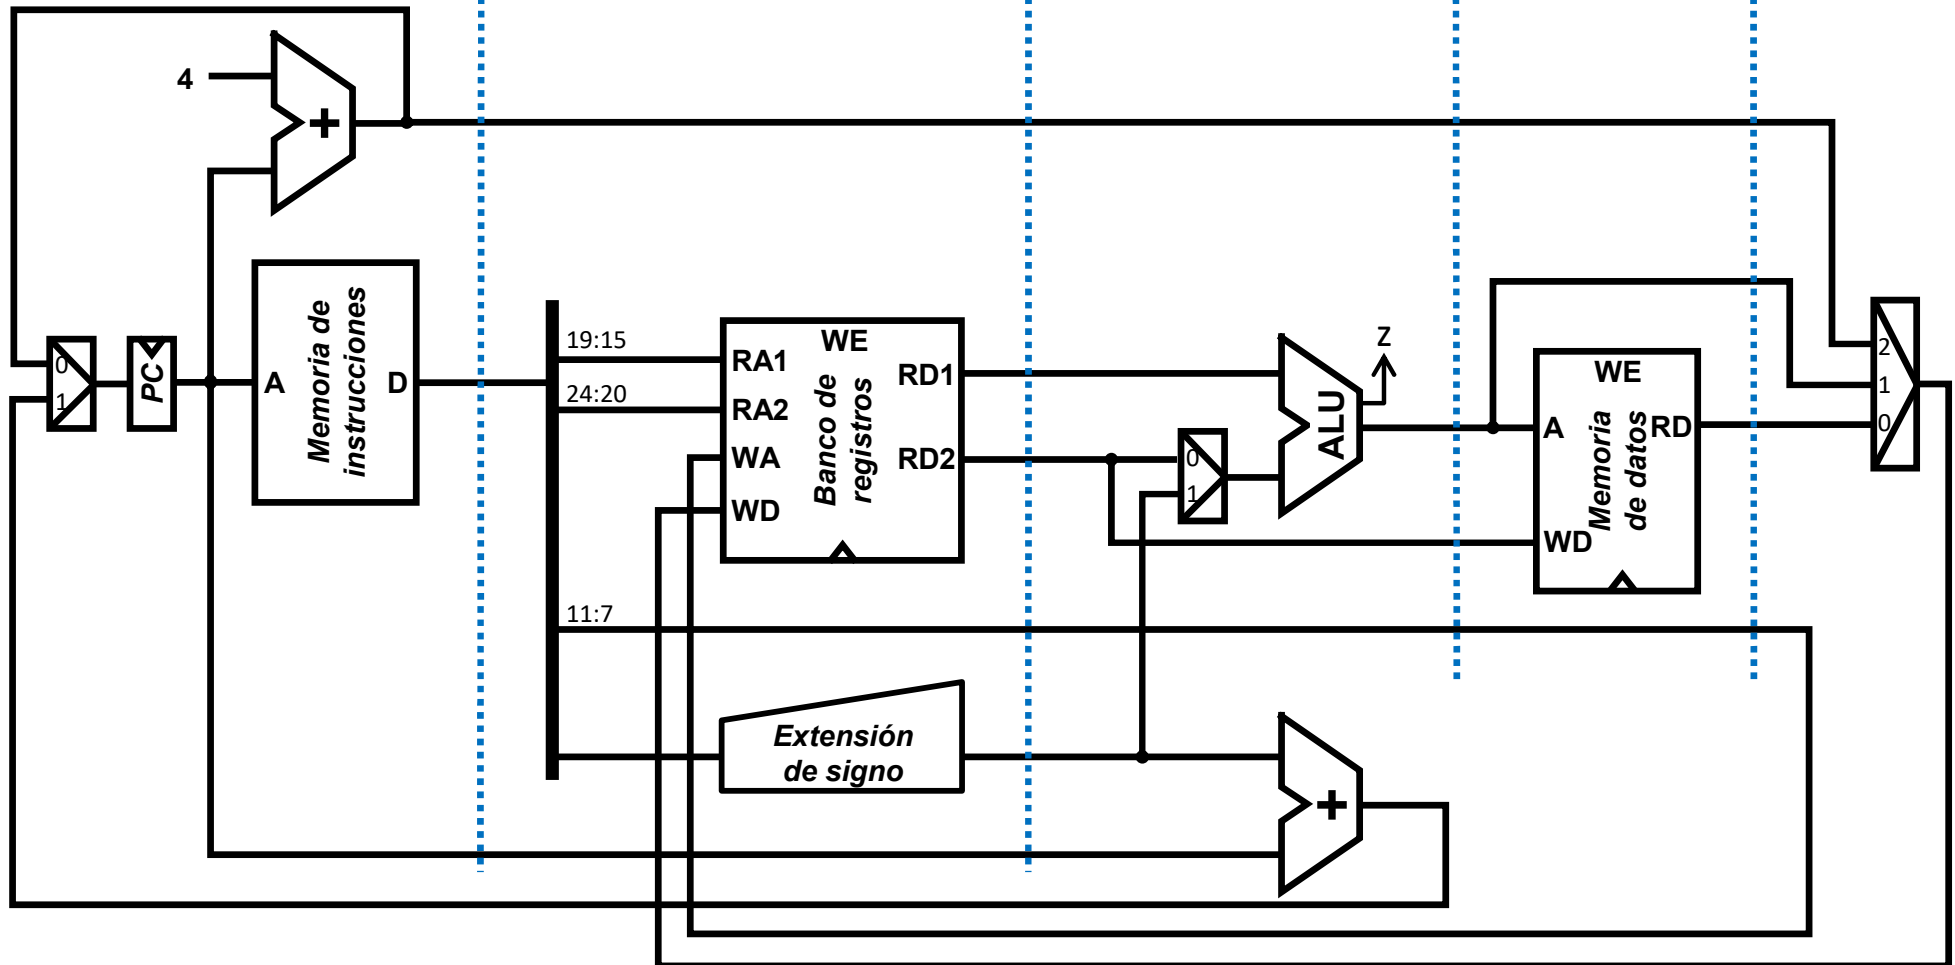 4
+
0
1
PC
A
D
Memoria de
instrucciones
19:15
24:20
11:7
WE
RA1
RA2
WA
WD
RD1
RD2
Banco de
registros
Extensión
de signo
0
1
ALU
Z
+
WE
A
RD
WD
Memoria
de datos
2
1
0